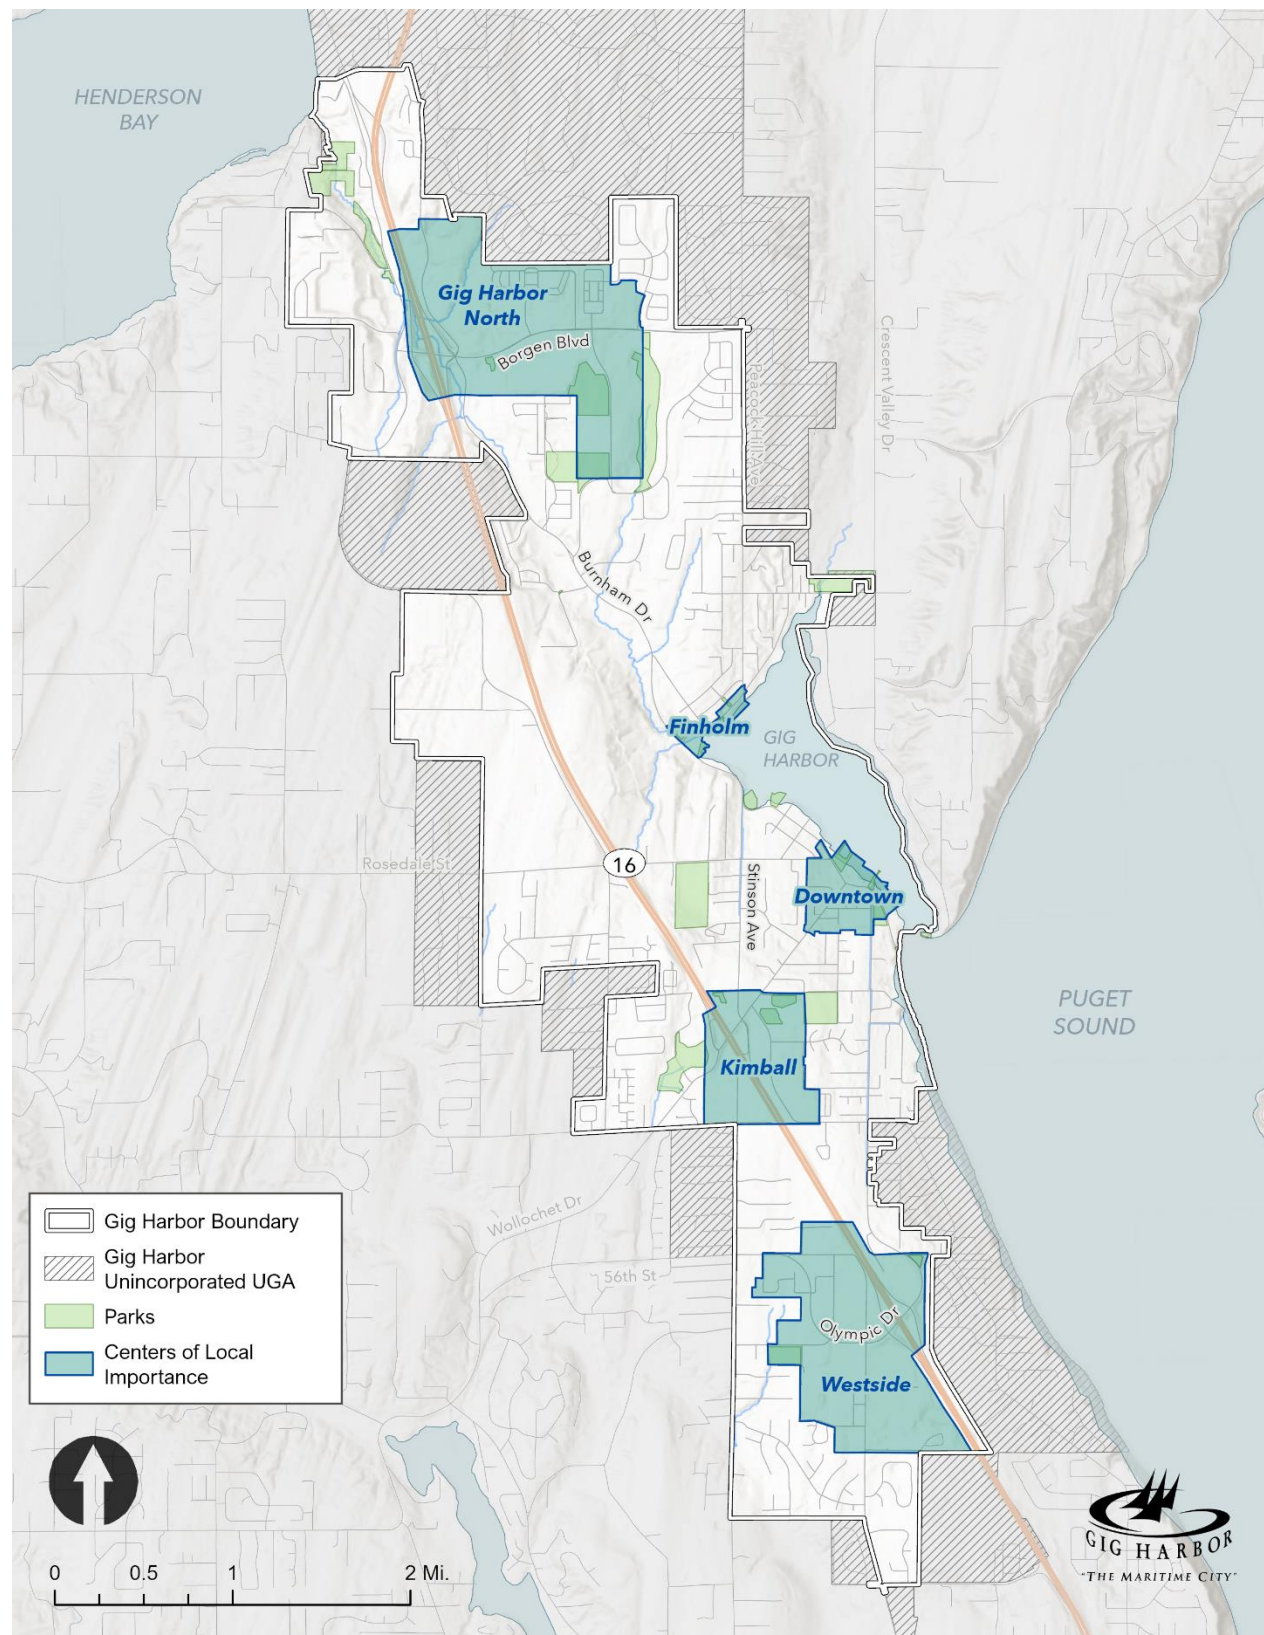 HENDERSON
BAY
Gig Harbor
North
Borgen Blvd
Peacock Hill Ave
Crescent Valley Dr
Burnham Dr
Finholm
GIG
HARBOR
Rosedale St
16
Stinson Ave
Downtown
PUGET
SOUND
Kimball
Wollochet Dr
56th St
Olympic Dr
Westside
Gig Harbor Boundary
Gig Harbor
Unincorporated UGA
Parks
Centers of Local
Importance
0 0.5 1 2 Mi.
GIG HARBOR
"THE MARITIME CITY"